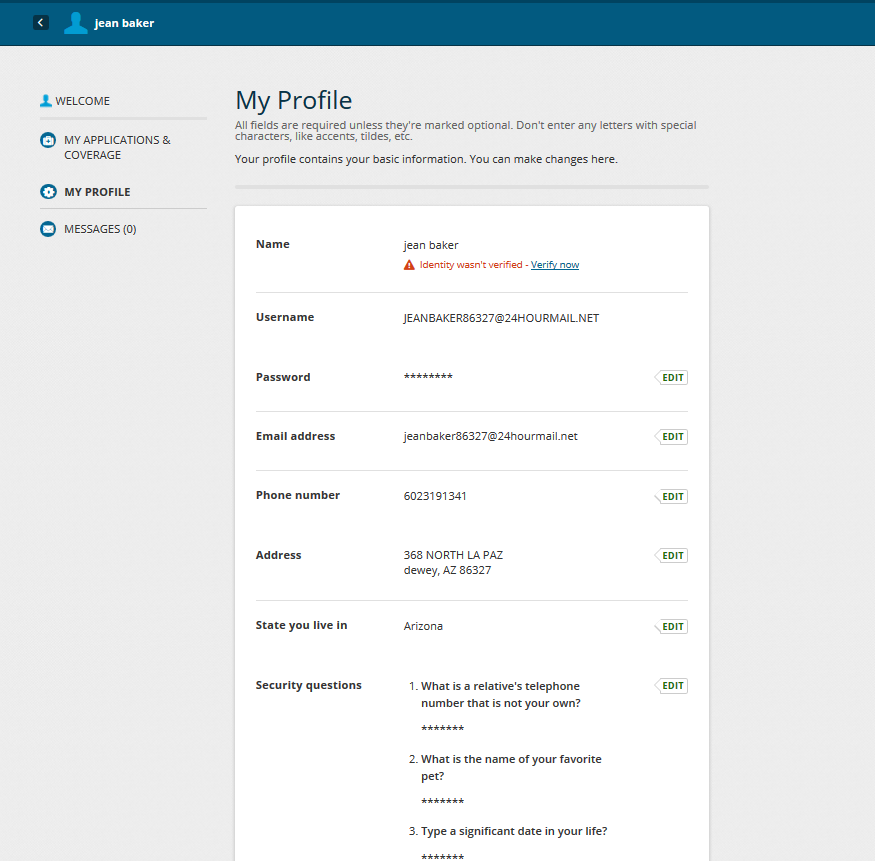 jean baker
WELCOME
MY APPLICATIONS &
COVERAGE
MY PROFILE
MESSAGES (0)
My Profile
All fields are required unless they're marked optional. Don't enter any letters with special
characters, like accents, tildes, etc.
Your profile contains your basic information. You can make changes here.
Name
jean baker
Identity wasn't verified - Verify now
Username
JEANBAKER86327@24HOURMAIL.NET
Password
********
EDIT
Email address
jeanbaker86327@24hourmail.net
EDIT
Phone number
6023191341
EDIT
Address
368 NORTH LA PAZ
dewey, AZ 86327
EDIT
State you live in
Arizona
EDIT
Security questions
EDIT
1. What is a relative's telephone
number that is not your own?
*******
2. What is the name of your favorite
pet?
*******
3. Type a significant date in your life?
*******